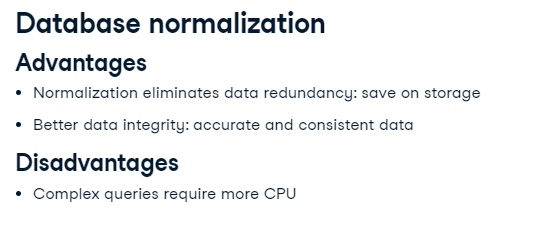 Database normalization
Advantages
• Normalization eliminates data redundancy: save on storage
• Better data integrity: accurate and consistent data
Disadvantages
• Complex queries require more CPU